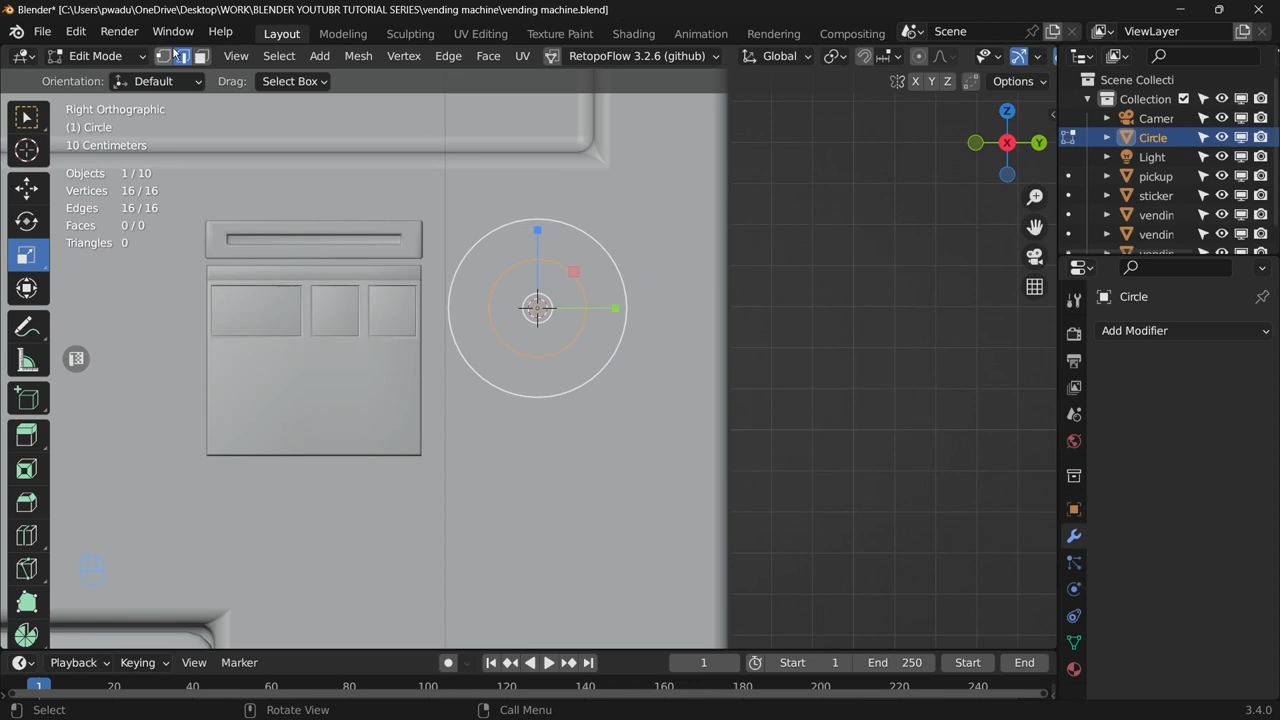 Blender* [C:\Users\pwadu\OneDrive\Desktop\WORK\BLENDER YOUTUBR TUTORIAL SERIES\vending machine\vending machine.blend]
File Edit Render Window Help Layout Modeling Sculpting UV Editing Texture Paint Shading Animation Rendering Compositing Scene ViewLayer
Edit Mode View Select Add Mesh Vertex Edge Face UV RetopoFlow 3.2.6 (github) Global
Orientation: Default Drag: Select Box X Y Z Options
Right Orthographic
(1) Circle
10 Centimeters
Objects 1 / 10
Vertices 16 / 16
Edges 16 / 16
Faces 0 / 0
Triangles 0
Z
X
Y
Scene Collecti
Collection
Camer
Circle
Light
pickup
sticker
vendin
vendin
Circle
Add Modifier
Playback Keying View Marker 1 Start 1 End 250 Start End
1 20 40 60 80 100 120 140 160 180 200 220 240
Select Rotate View Call Menu 3.4.0